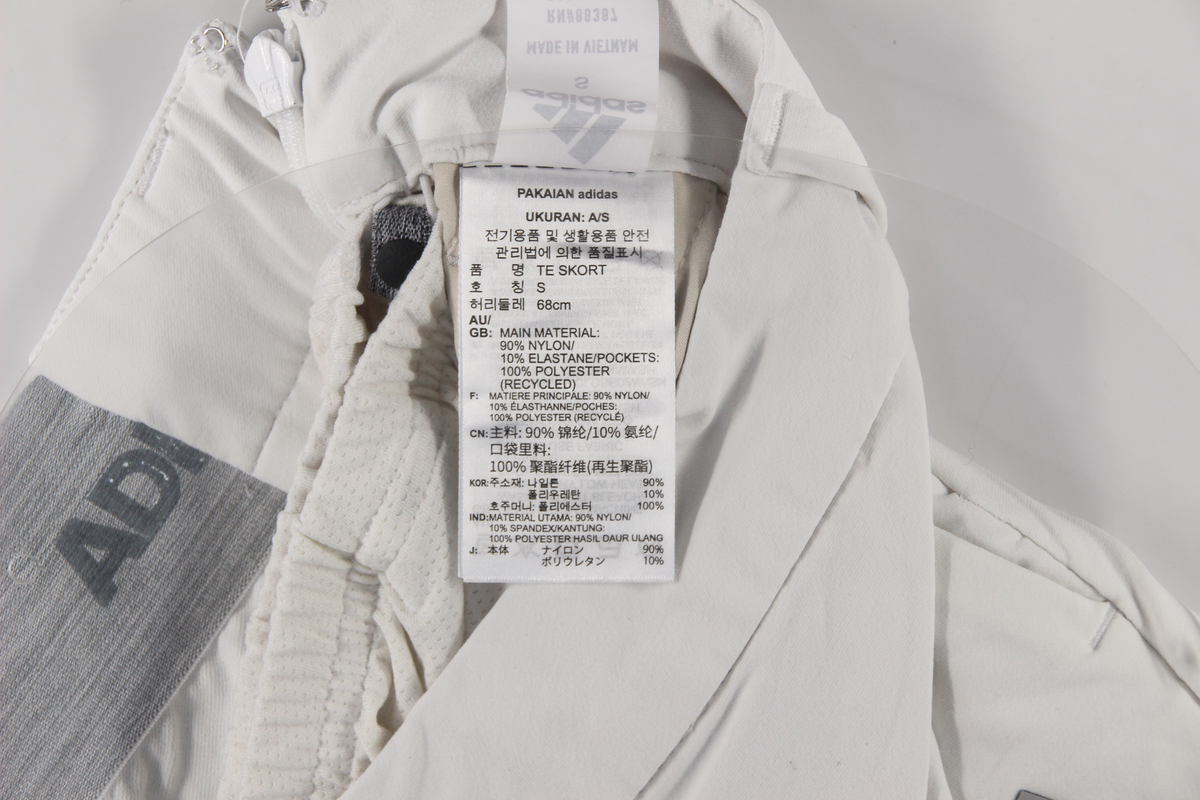 RN#88387
MADE IN VIETNAM
S
adidas
PAKAIAN adidas
UKURAN: A/S
전기용품 및 생활용품 안전
관리법에 의한 품질표시
품 명 TE SKORT
호 칭 S
허리둘레 68cm
AU/
GB: MAIN MATERIAL:
90% NYLON/
10% ELASTANE/POCKETS:
100% POLYESTER
(RECYCLED)
F: MATIERE PRINCIPALE: 90% NYLON/
10% ÉLASTHANNE/POCHES:
100% POLYESTER (RECYCLÉ)
CN: 主料: 90% 锦纶/10% 氨纶/
口袋里料:
100% 聚酯纤维(再生聚酯)
KOR: 주소재: 나일론 90%
폴리우레탄 10%
호주머니: 폴리에스터 100%
IND: MATERIAL UTAMA: 90% NYLON/
10% SPANDEX/KANTUNG:
100% POLYESTER HASIL DAUR ULANG
J: 本体 ナイロン 90%
ポリウレタン 10%
ADI